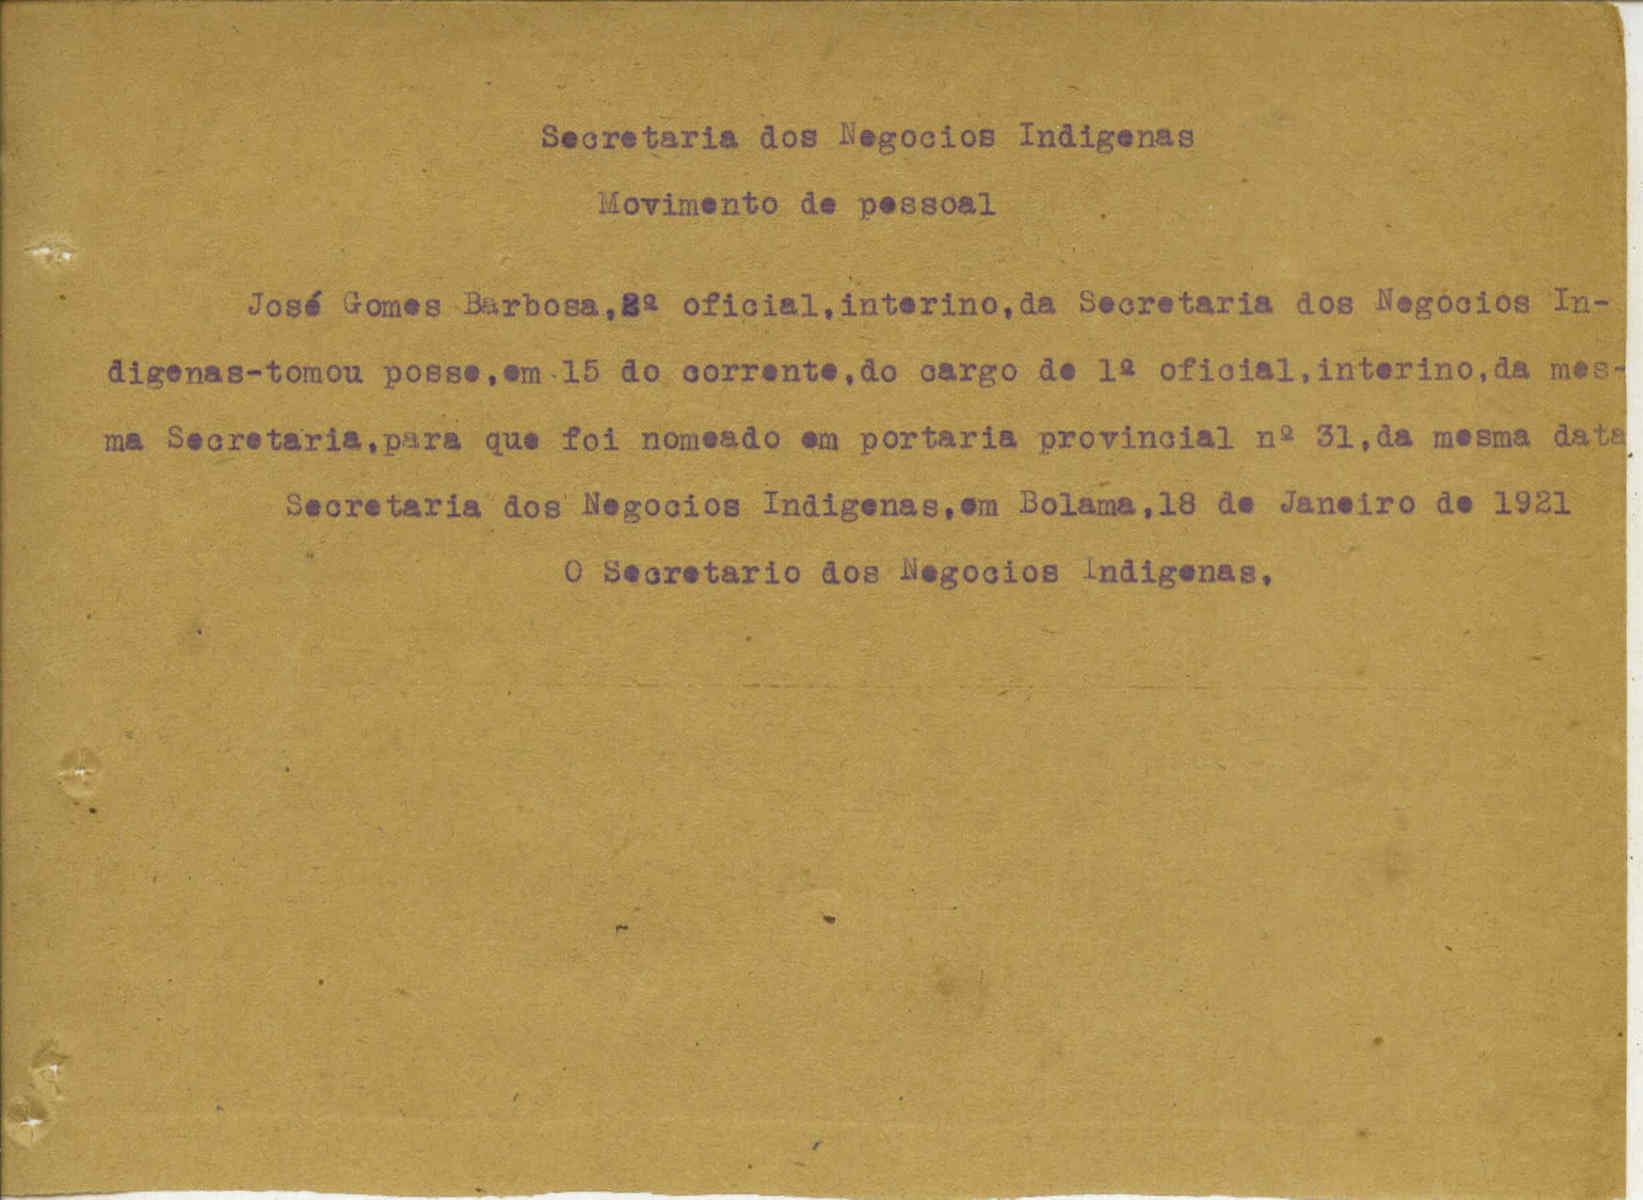 Secretaria dos Negocios Indigenas
Movimento de pessoal
José Gomes Barbosa,2º oficial,interino,da Secretaria dos Negocios In-
digenas-tomou posse,em 15 do corrente,do cargo de 1º oficial,interino,da mes-
ma Secretaria,para que foi nomeado em portaria provincial nº 31,da mesma data
Secretaria dos Negocios Indigenas,em Bolama,18 de Janeiro de 1921
O Secretario dos Negocios Indigenas,